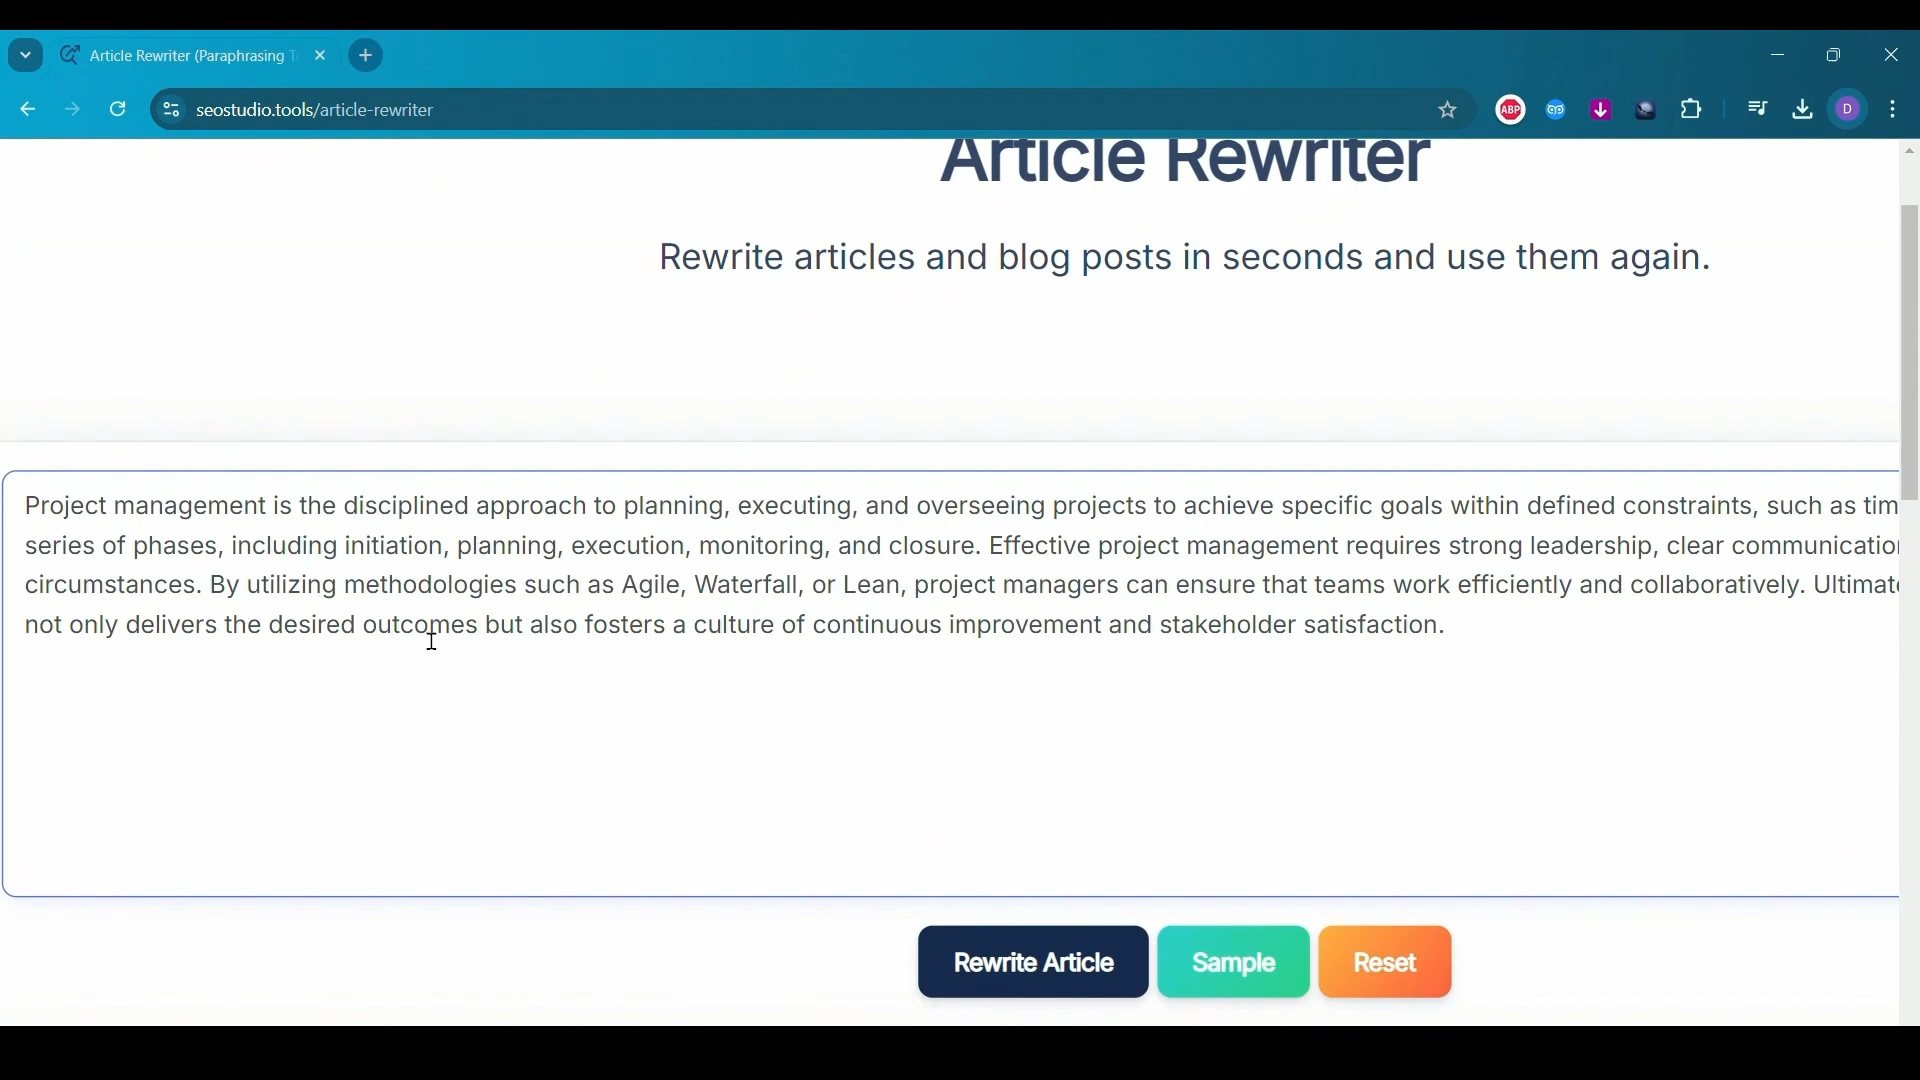 Article Rewriter (Paraphrasing
seostudio.tools/article-rewriter
ABP
D
Article Rewriter
Rewrite articles and blog posts in seconds and use them again.
Project management is the disciplined approach to planning, executing, and overseeing projects to achieve specific goals within defined constraints, such as tim
series of phases, including initiation, planning, execution, monitoring, and closure. Effective project management requires strong leadership, clear communicatio
circumstances. By utilizing methodologies such as Agile, Waterfall, or Lean, project managers can ensure that teams work efficiently and collaboratively. Ultimat
not only delivers the desired outcomes but also fosters a culture of continuous improvement and stakeholder satisfaction.
Rewrite Article
Sample
Reset